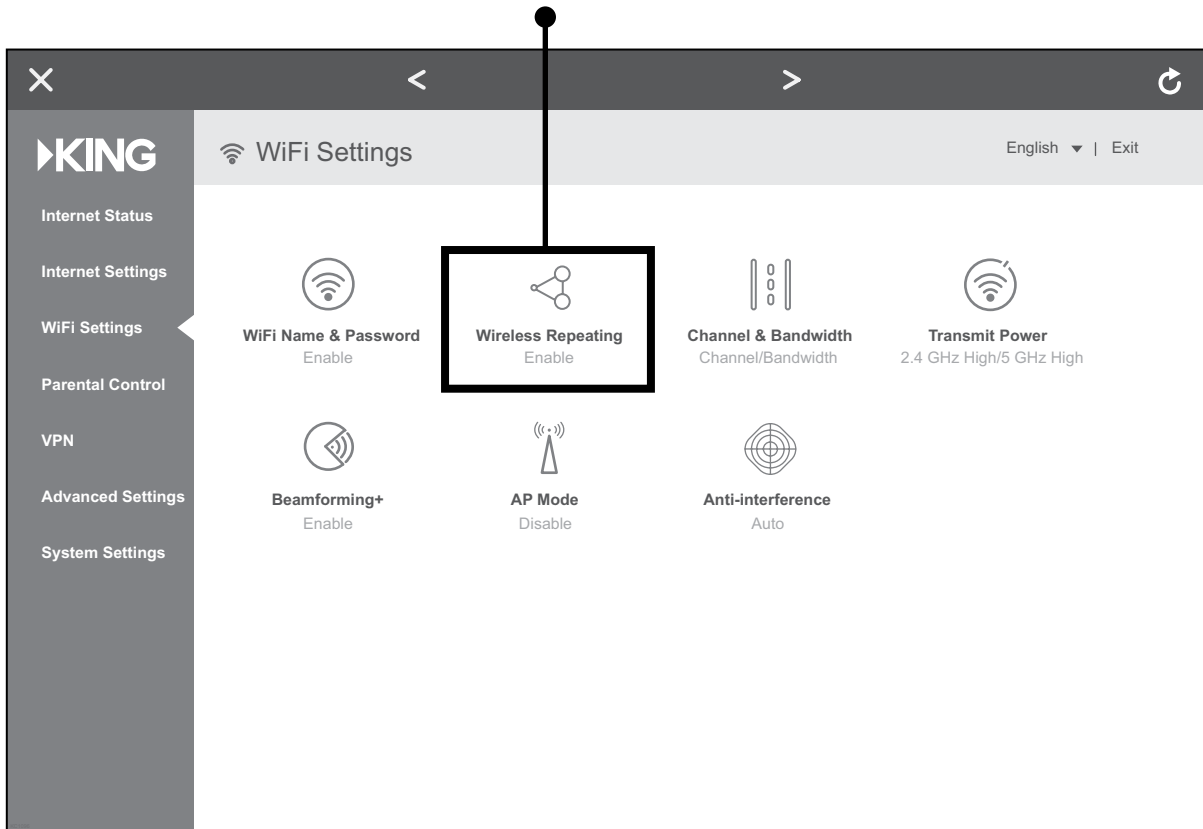 KING
WiFi Settings
English | Exit
Internet Status
Internet Settings
WiFi Settings
Parental Control
VPN
Advanced Settings
System Settings
WiFi Name & Password
Enable
Wireless Repeating
Enable
Channel & Bandwidth
Channel/Bandwidth
Transmit Power
2.4 GHz High/5 GHz High
Beamforming+
Enable
AP Mode
Disable
Anti-interference
Auto